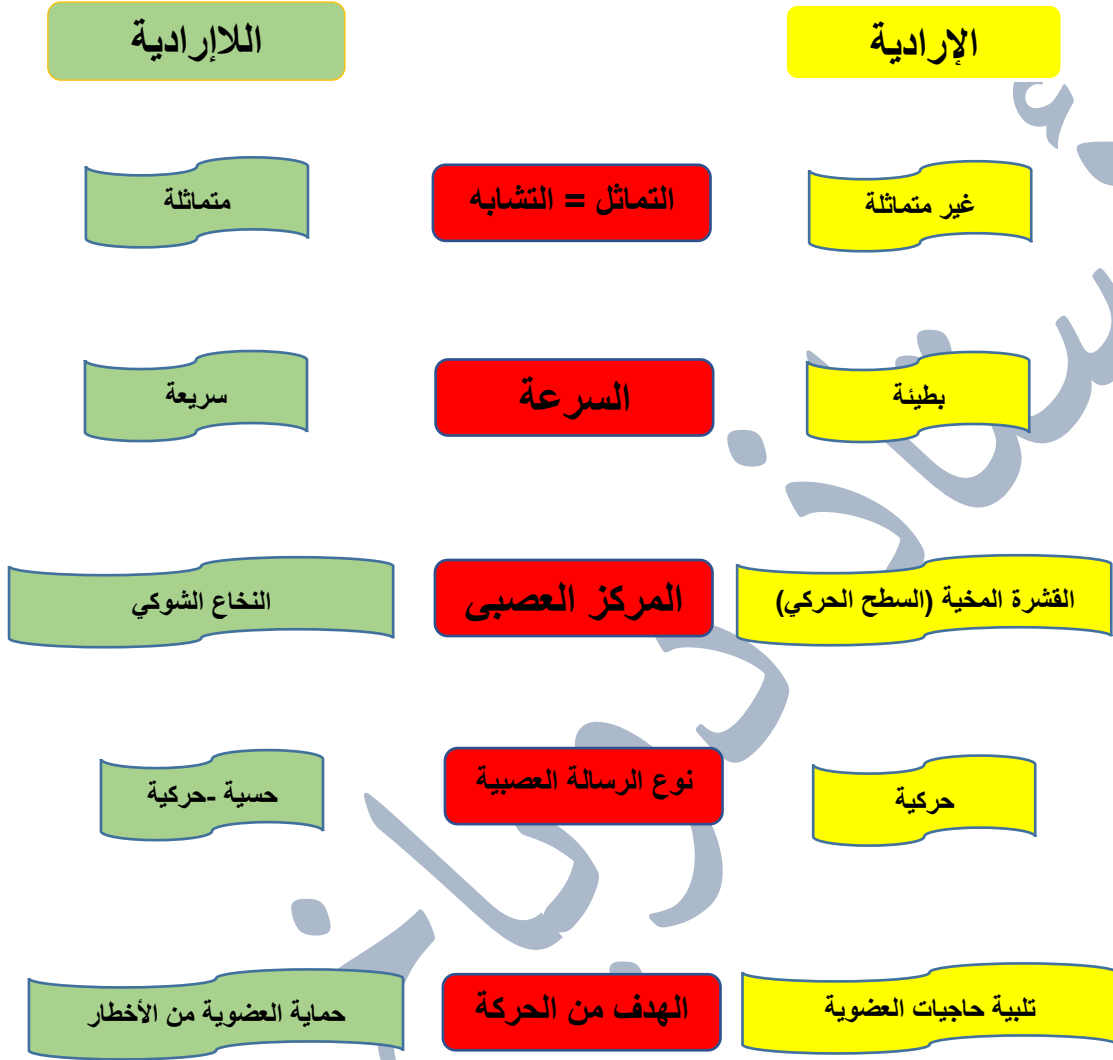 الإرادية
اللاإرادية
غير متماثلة
التماثل = التشابه
متماثلة
بطيئة
السرعة
سريعة
القشرة المخية (السطح الحركي)
المركز العصبى
النخاع الشوكي
حركية
نوع الرسالة العصبية
حسية -حركية
تلبية حاجيات العضوية
الهدف من الحركة
حماية العضوية من الأخطار